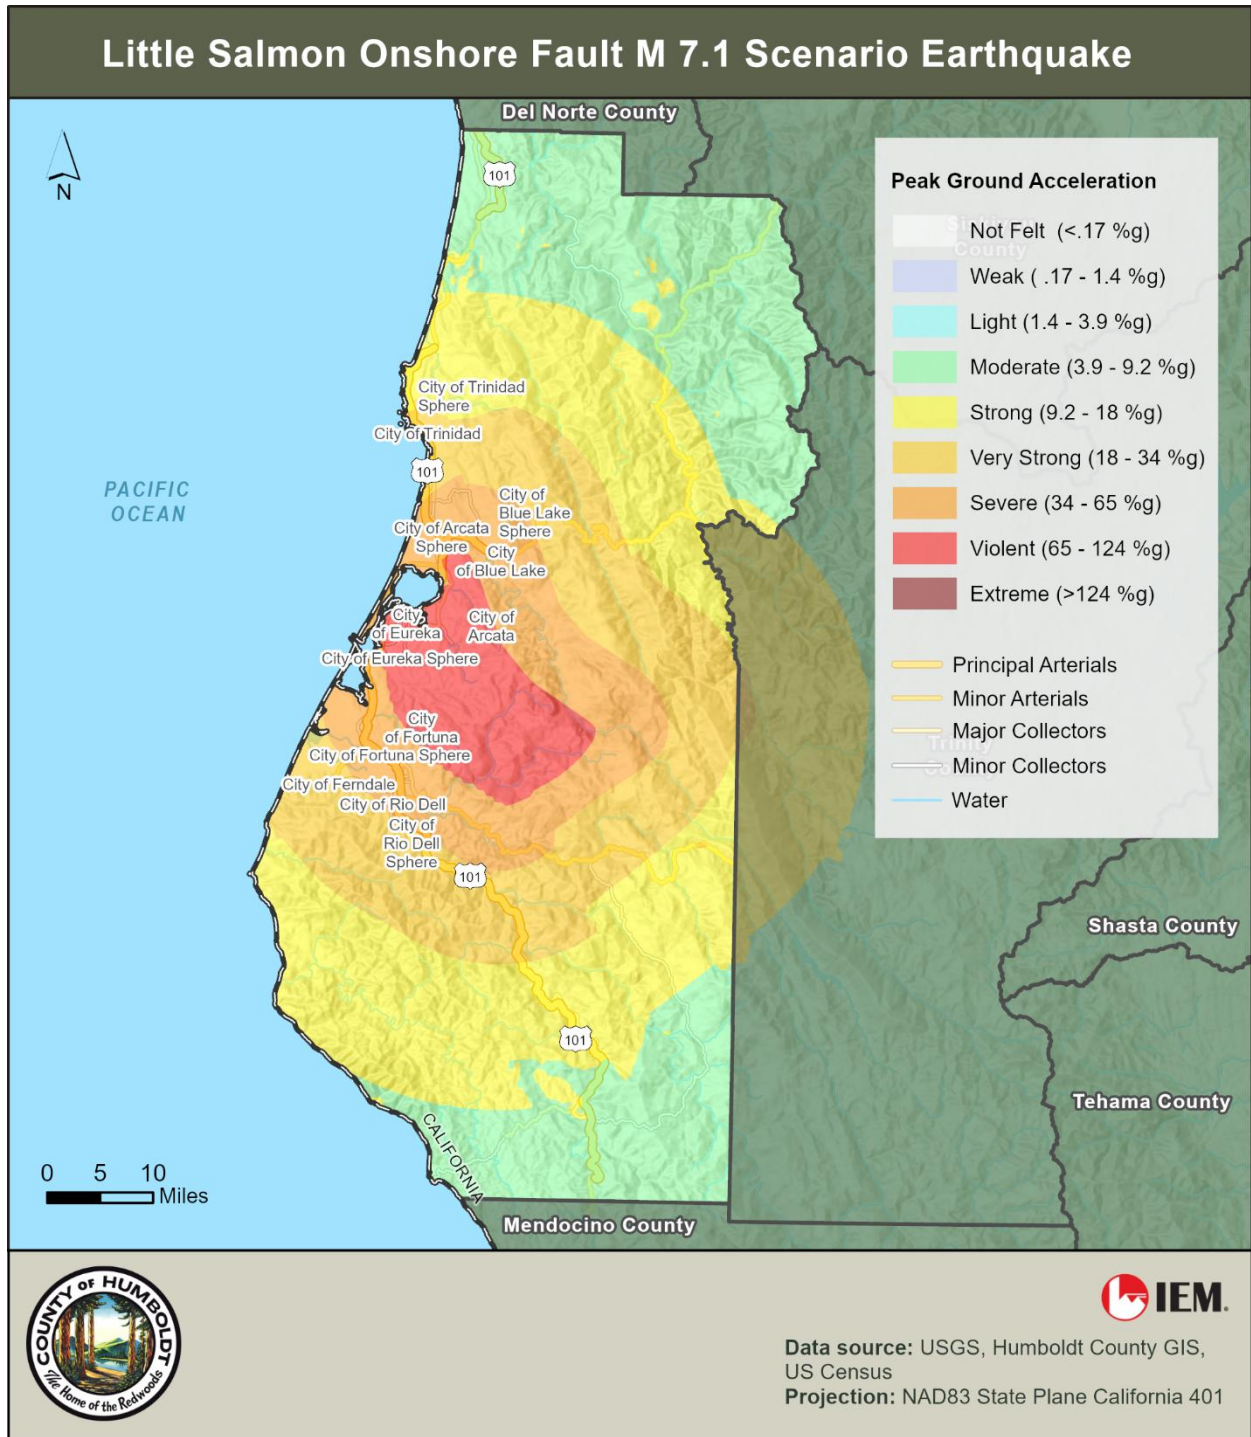 Little Salmon Onshore Fault M 7.1 Scenario Earthquake
Del Norte County
N
101
Peak Ground Acceleration
Not Felt (<.17 %g)
County
Weak ( .17 - 1.4 %g)
Light (1.4 - 3.9 %g)
Moderate (3.9 - 9.2 %g)
Strong (9.2 - 18 %g)
Very Strong (18 - 34 %g)
Severe (34 - 65 %g)
Violent (65 - 124 %g)
Extreme (>124 %g)
Principal Arterials
Minor Arterials
Major Collectors
Trinity
Minor Collectors
Water
City of Trinidad
Sphere
City of Trinidad
101
PACIFIC
OCEAN
City of
Blue Lake
Sphere
City of Arcata
Sphere
City
of Blue Lake
City
of Eureka
City of
Arcata
City of Eureka Sphere
City
of Fortuna
City of Fortuna Sphere
City of Ferndale
City of Rio Dell
City of
Rio Dell
Sphere
101
Shasta County
101
Tehama County
CALIFORNIA
0 5 10
Miles
Mendocino County
COUNTY OF HUMBOLDT
The Home of the Redwoods
IEM.
Data source: USGS, Humboldt County GIS,
US Census
Projection: NAD83 State Plane California 401